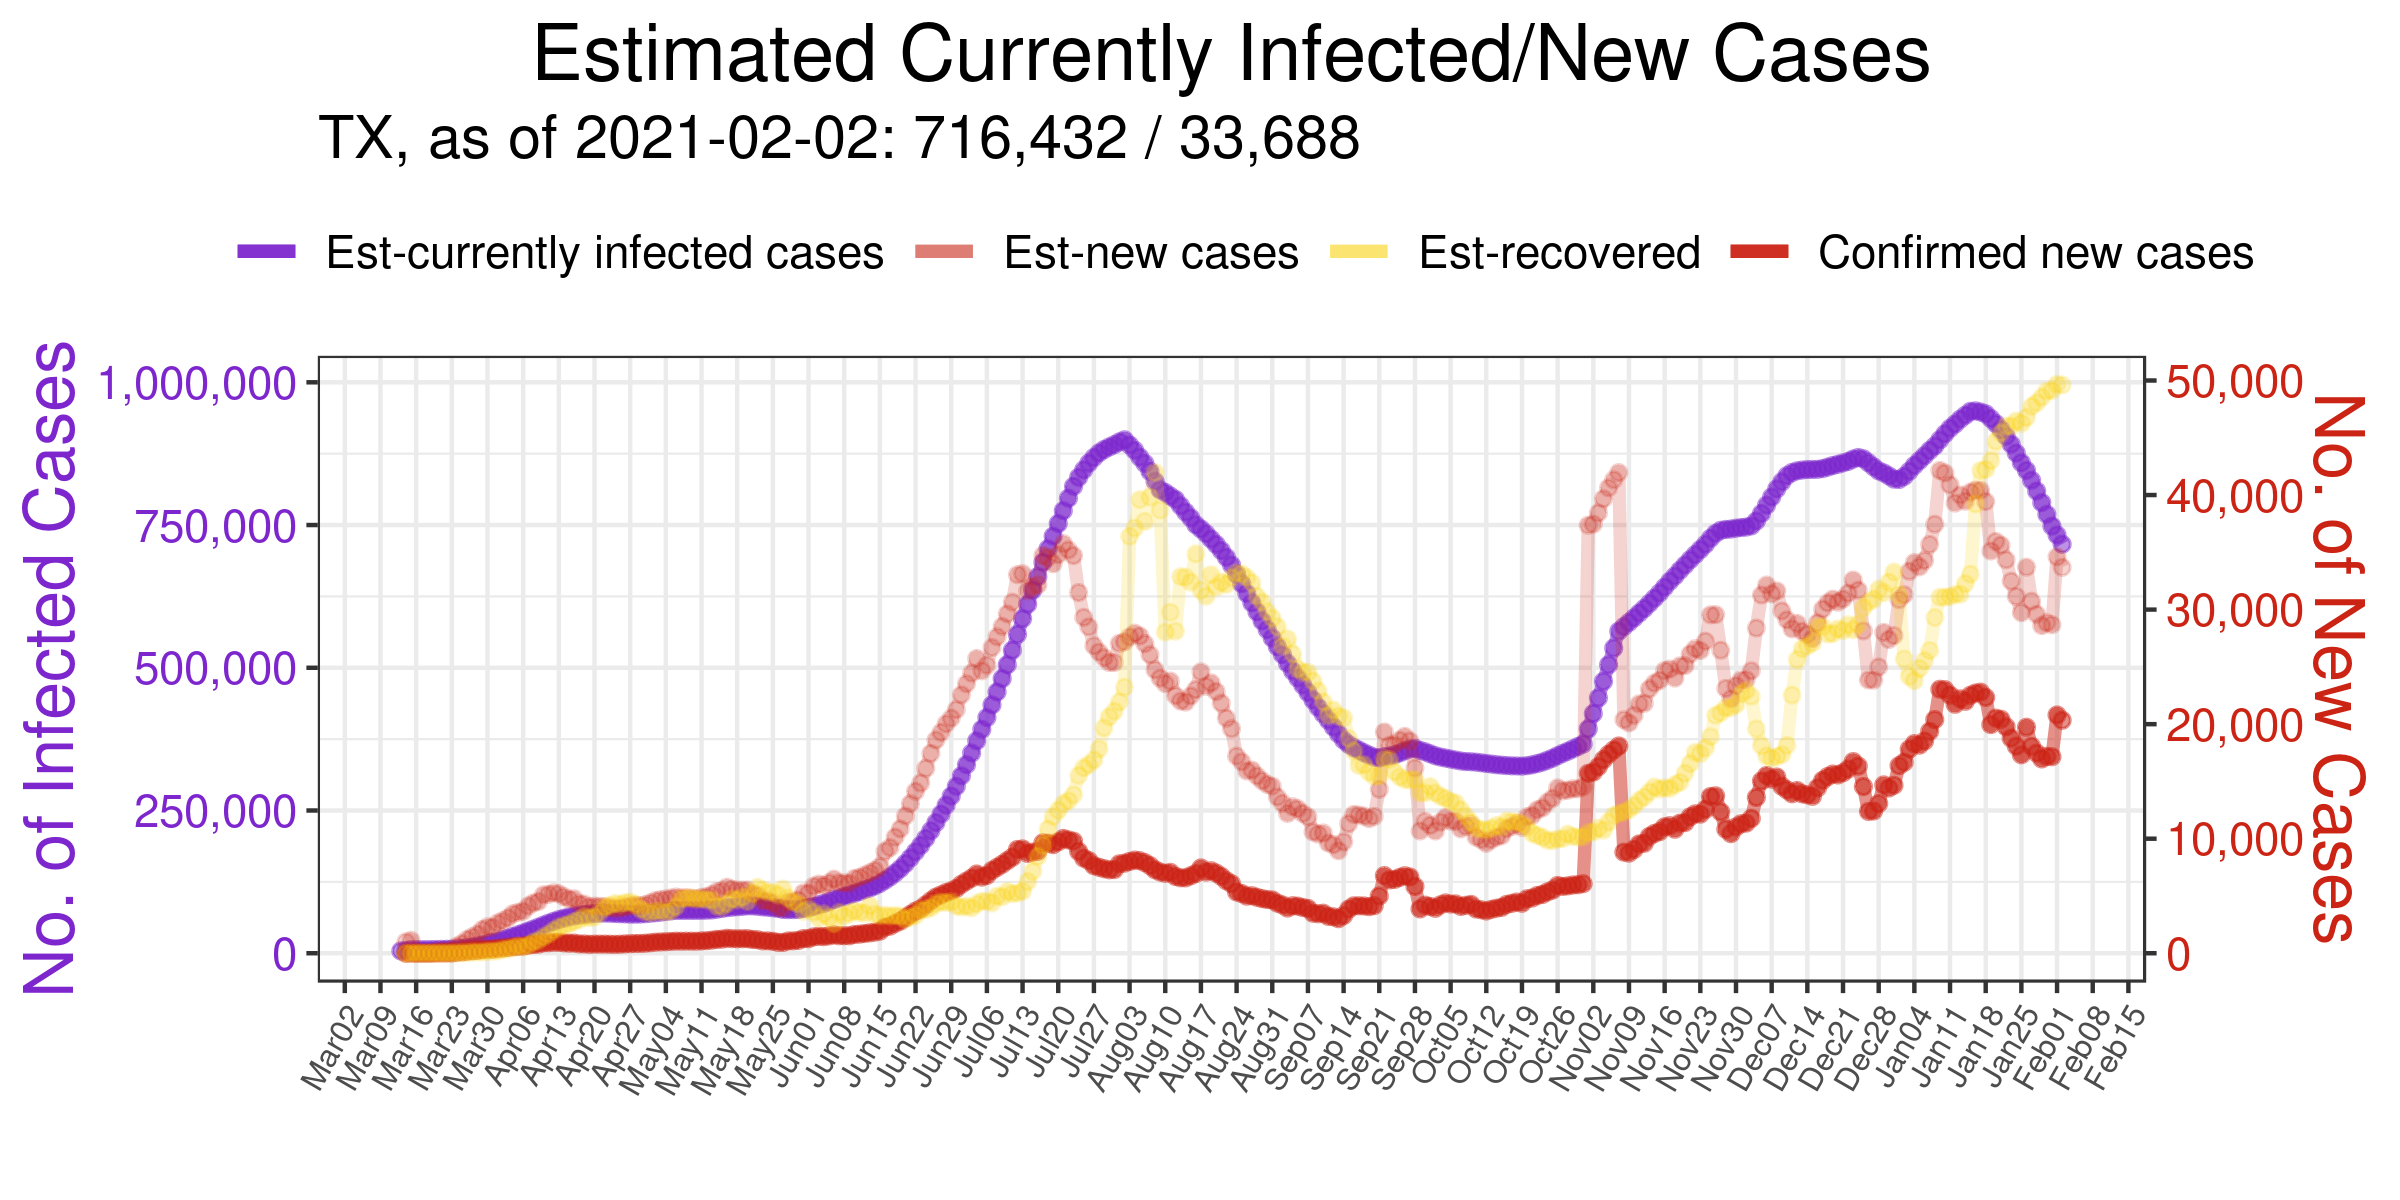 Estimated Currently Infected/New Cases
TX, as of 2021-02-02: 716,432 / 33,688
Est-currently infected cases
Est-new cases
Est-recovered
Confirmed new cases
No. of Infected Cases
1,000,000
750,000
500,000
250,000
0
50,000
40,000
30,000
20,000
10,000
0
No. of New Cases
Mar02
Mar09
Mar16
Mar23
Mar30
Apr06
Apr13
Apr20
Apr27
May04
May11
May18
May25
Jun01
Jun08
Jun15
Jun22
Jun29
Jul06
Jul13
Jul20
Jul27
Aug03
Aug10
Aug17
Aug24
Aug31
Sep07
Sep14
Sep21
Sep28
Oct05
Oct12
Oct19
Oct26
Nov02
Nov09
Nov16
Nov23
Nov30
Dec07
Dec14
Dec21
Dec28
Dec04
Jan11
Jan18
Jan25
Feb01
Feb08
Feb15